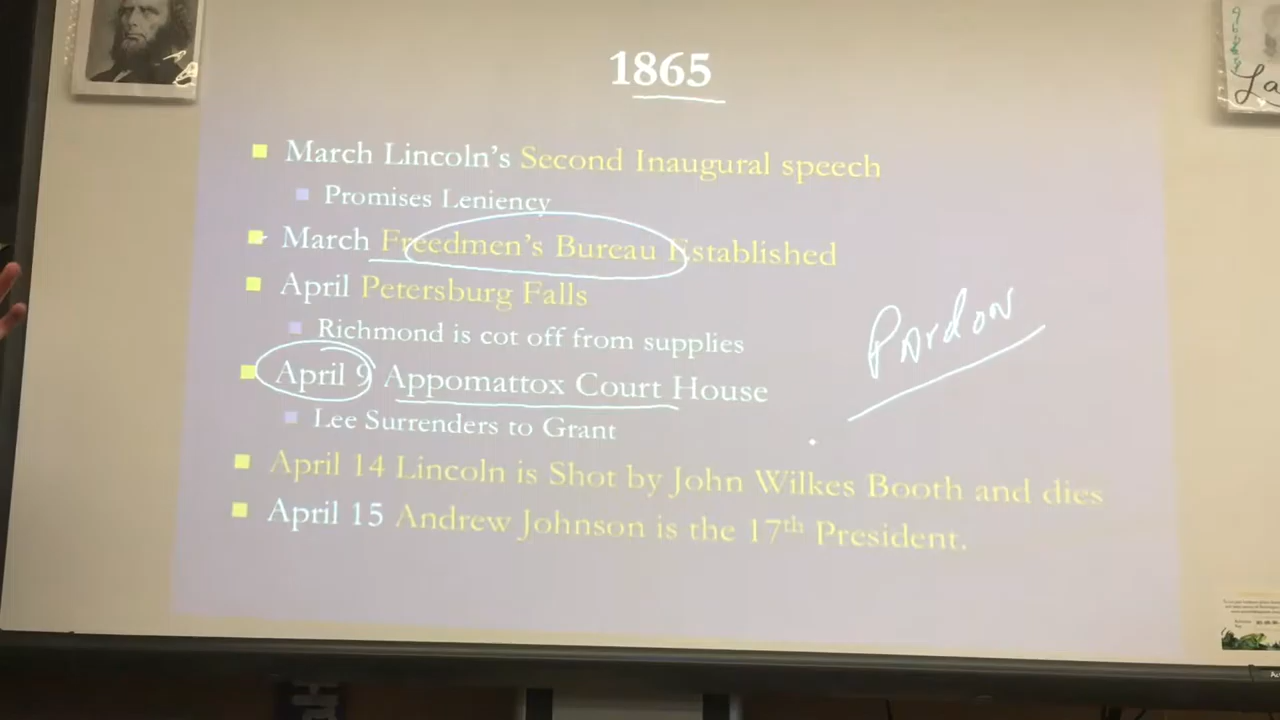 1865
March Lincoln's Second Inaugural speech
Promises Leniency
March Freedmen's Bureau Established
April Petersburg Falls
Richmond is cot off from supplies
Pardon
April 9 Appomattox Court House
Lee Surrenders to Grant
April 14 Lincoln is Shot by John Wilkes Booth and dies
April 15 Andrew Johnson is the 17th President.